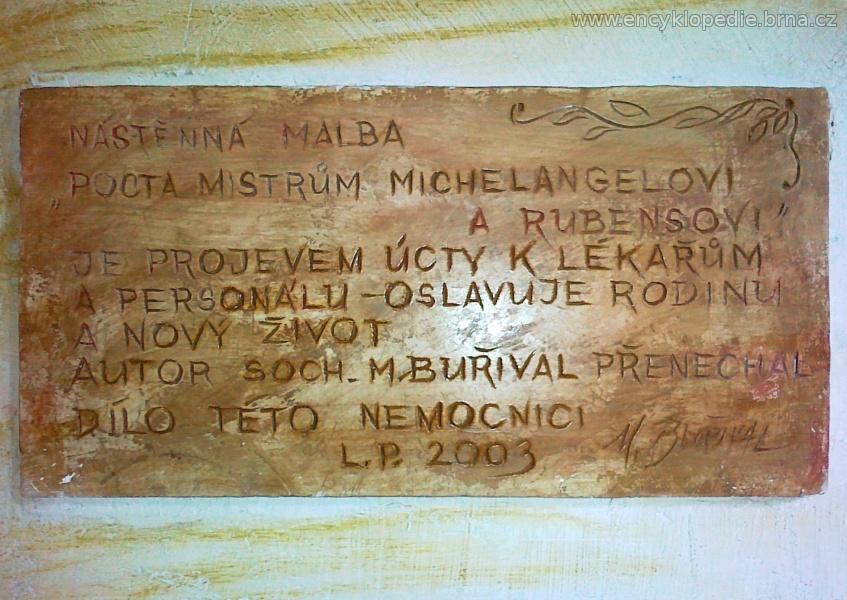 www.encyklopedie.brna.cz
NÁSTĚNNÁ MALBA
„POCTA MISTRŮM MICHELANGELOVI
A RUBENSOVI"
JE PROJEVEM ÚCTY K LÉKAŘŮM
A PERSONÁLU – OSLAVUJE RODINU
A NOVÝ ŽIVOT
AUTOR SOCH. M. BUŘIVAL PŘENECHAL
DÍLO TÉTO NEMOCNICI
L.P. 2003
M. Buřival